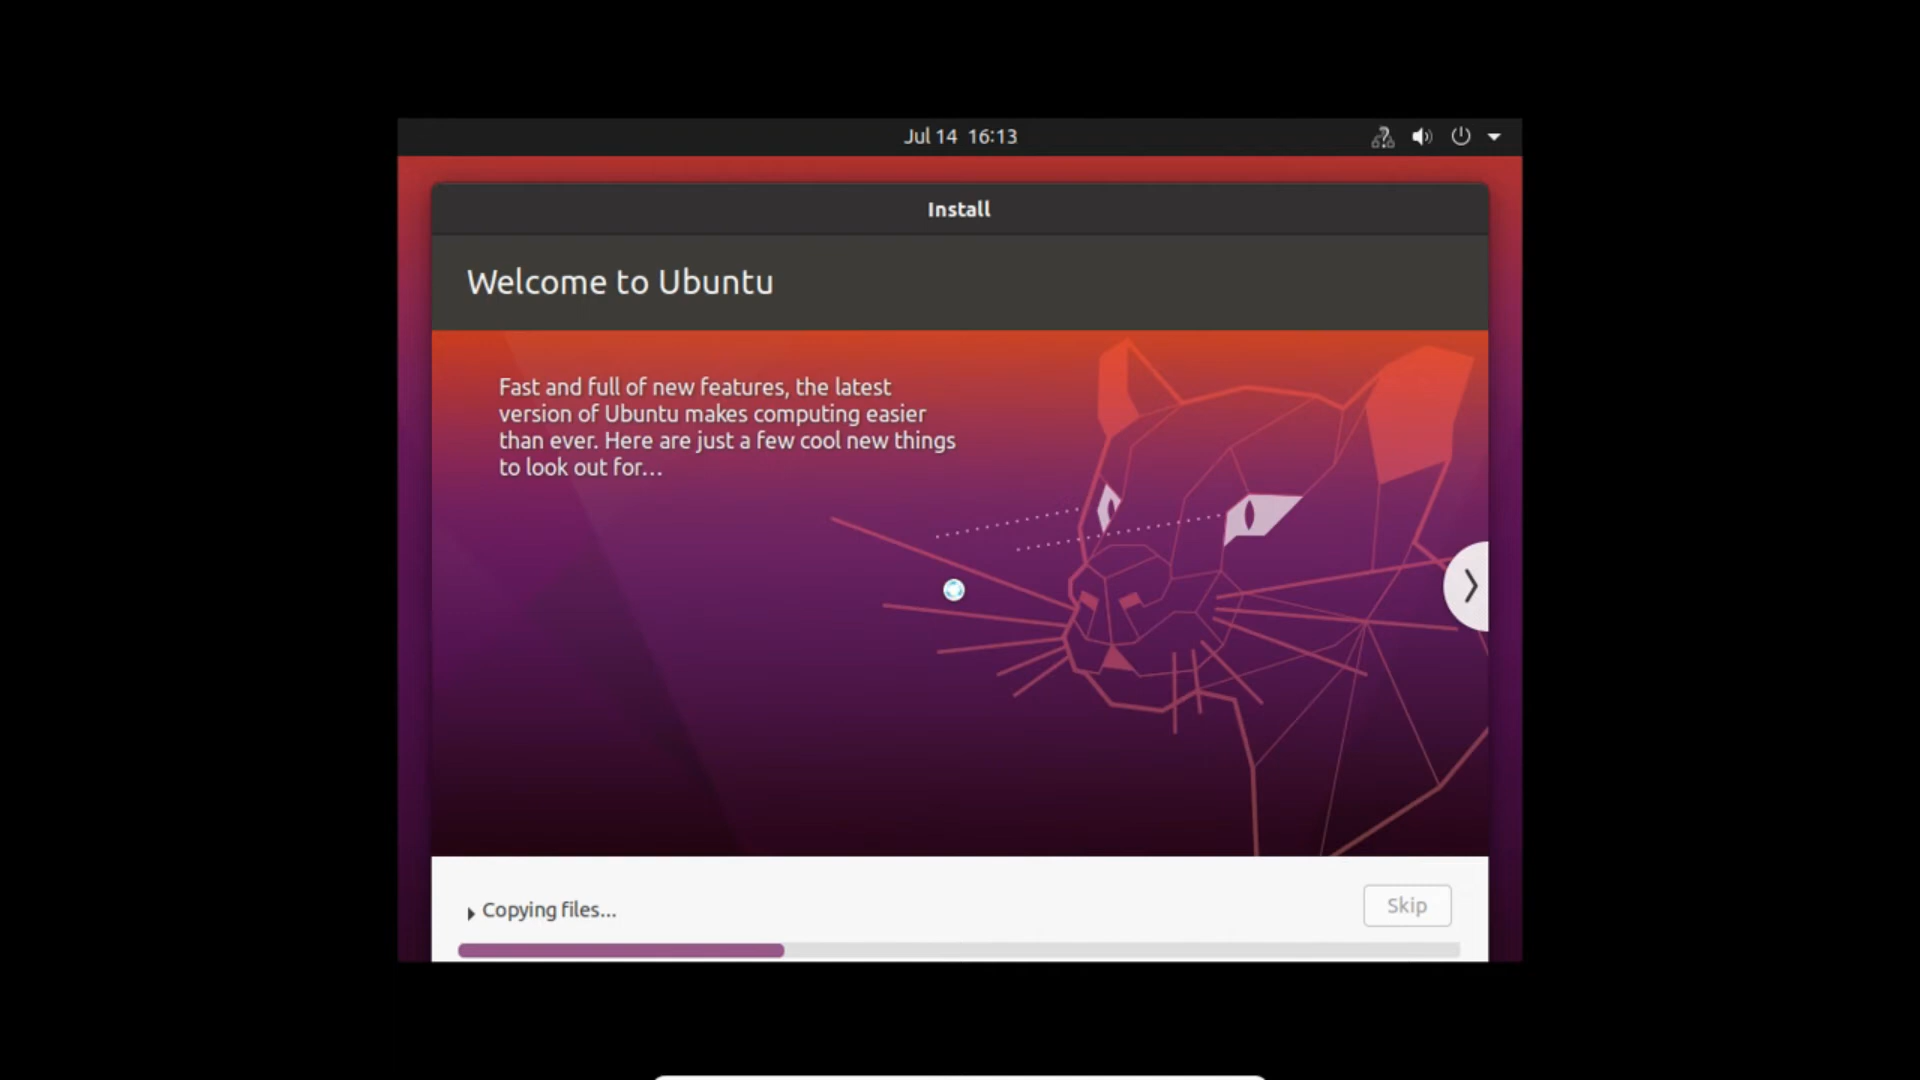 Jul 14 16:13
Install
Welcome to Ubuntu
Fast and full of new features, the latest
version of Ubuntu makes computing easier
than ever. Here are just a few cool new things
to look out for...
Copying files...
Skip